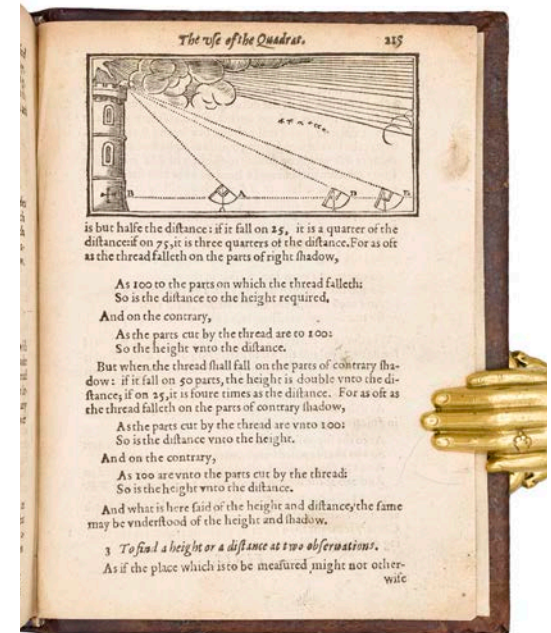 The vſe of the Quadrat. 215
B A D E
is but halfe the diſtance: if it fall on 25, it is a quarter of the
diſtance: if on 75, it is three quarters of the diſtance. For as oft
as the thread falleth on the parts of right ſhadow,
As 100 to the parts on which the thread falleth:
So is the diſtance to the height required.
And on the contrary,
As the parts cut by the thread are to 100:
So the height vnto the diſtance.
But when the thread ſhall fall on the parts of contrary ſha-
dow: if it fall on 50 parts, the height is double vnto the di-
ſtance; if on 25, it is foure times as the diſtance. For as oft as
the thread falleth on the parts of contrary ſhadow,
As the parts cut by the thread are vnto 100:
So is the diſtance vnto the height.
And on the contrary,
As 100 are vnto the parts cut by the thread:
So is the height vnto the diſtance.
And what is here ſaid of the height and diſtance, the ſame
may be vnderſtood of the height and ſhadow.
3 To find a height or a diſtance at two obſeruations.
As if the place which is to be meaſured might not other-
wiſe